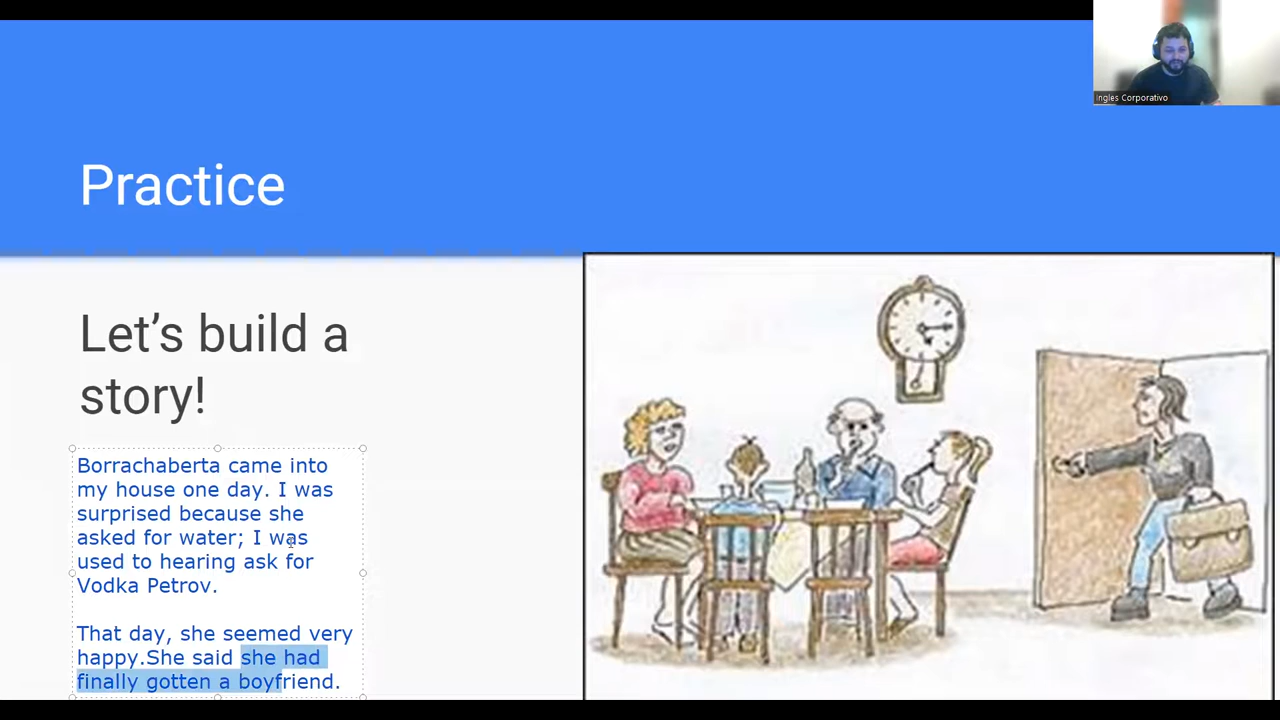 Ingles Corporativo
Practice
Let's build a
story!
Borrachaberta came into
my house one day. I was
surprised because she
asked for water; I was
used to hearing ask for
Vodka Petrov.
That day, she seemed very
happy.She said she had
finally gotten a boyfriend.